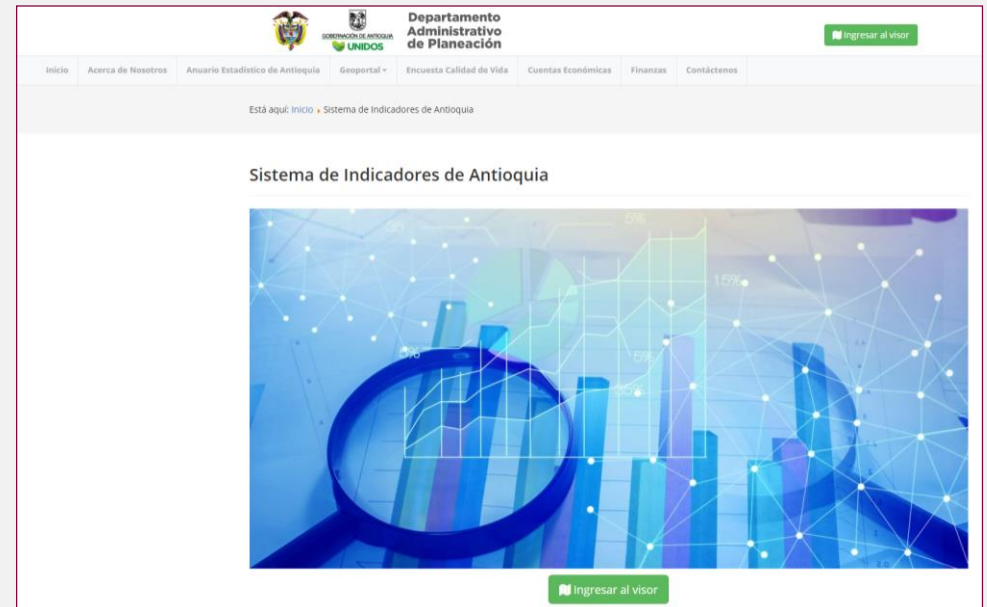 GOBERNACIÓN DE ANTIOQUIA
UNIDOS
Departamento
Administrativo
de Planeación
Ingresar al visor
Inicio Acerca de Nosotros Anuario Estadístico de Antioquia Geoportal Encuesta Calidad de Vida Cuentas Económicas Finanzas Contáctenos
Está aquí: Inicio Sistema de Indicadores de Antioquia
Sistema de Indicadores de Antioquia
5%
15%
5%
Ingresar al visor